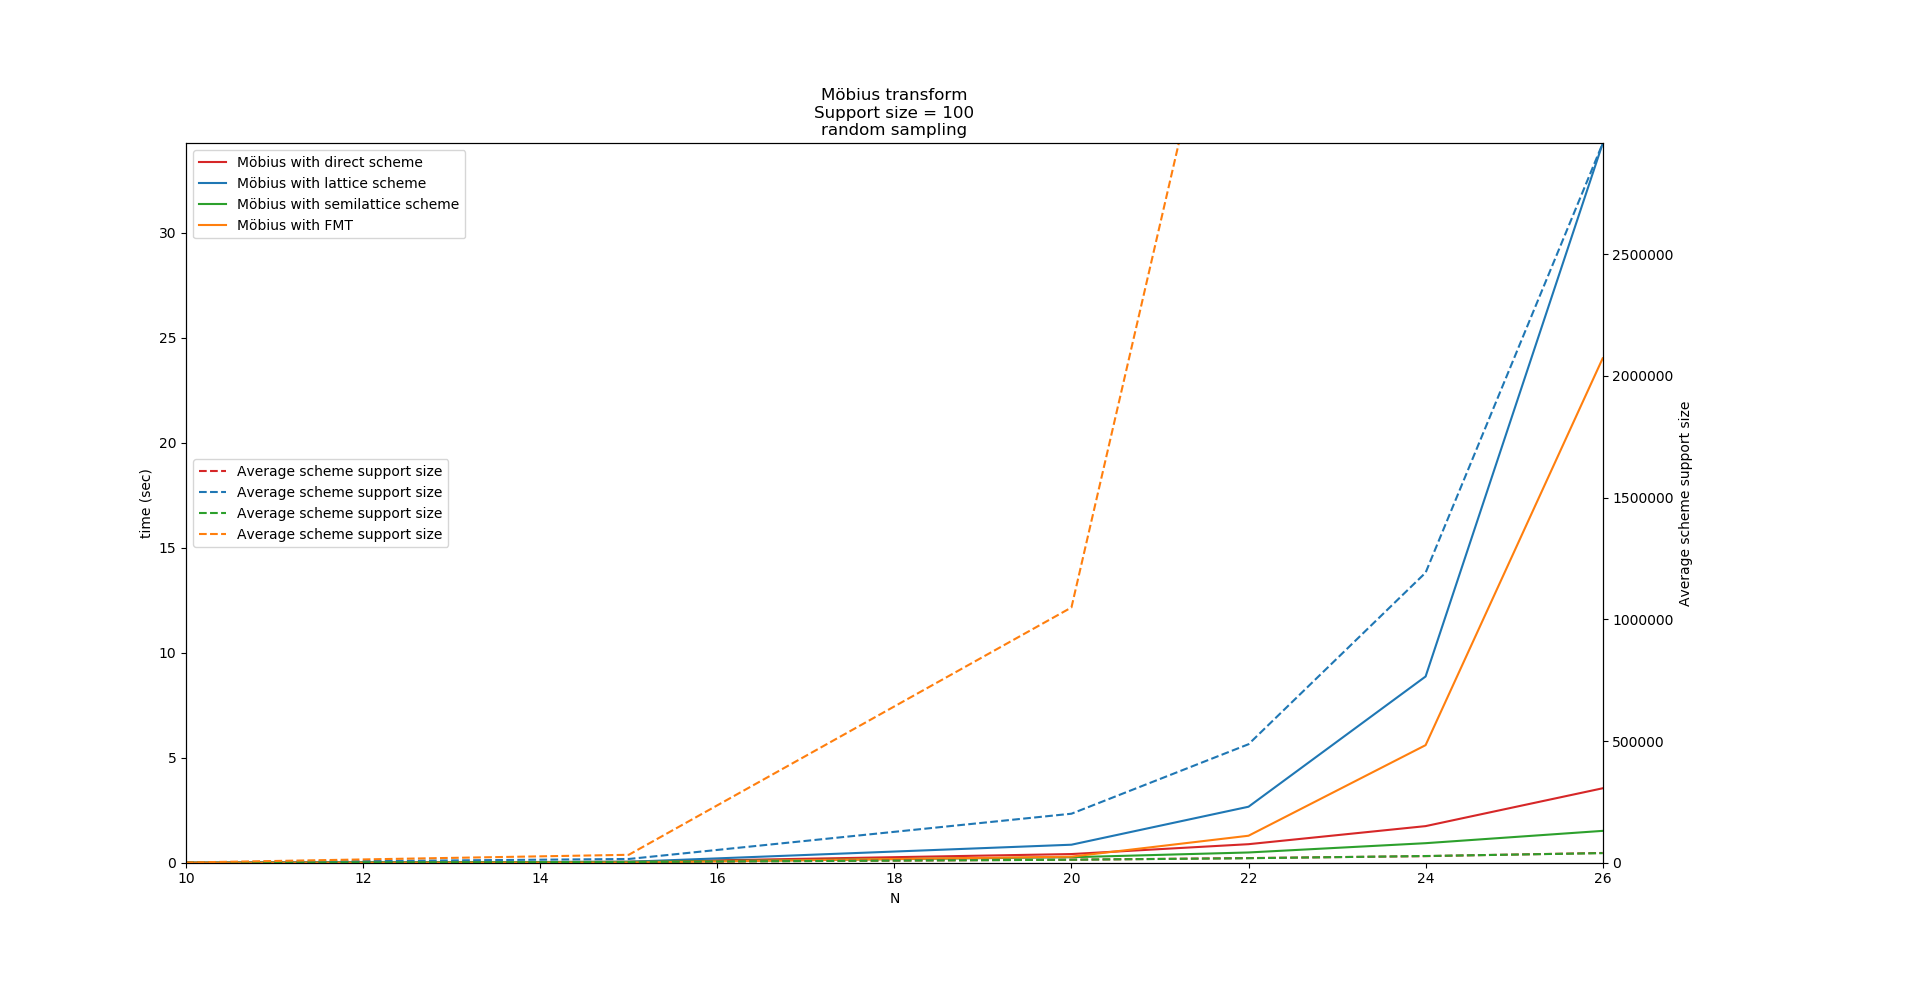 Möbius transform
Support size = 100
random sampling
Möbius with direct scheme
Möbius with lattice scheme
Möbius with semilattice scheme
Möbius with FMT
Average scheme support size
Average scheme support size
Average scheme support size
Average scheme support size
time (sec)
30
25
20
15
10
5
0
2500000
2000000
1500000
1000000
500000
0
Average scheme support size
10 12 14 16 18 20 22 24 26
N